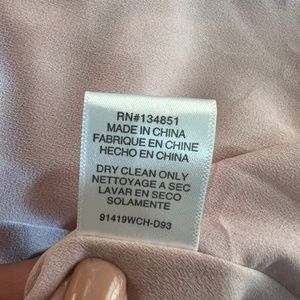 RN#134851
MADE IN CHINA
FABRIQUE EN CHINE
HECHO EN CHINA
DRY CLEAN ONLY
NETTOYAGE A SEC
LAVAR EN SECO
SOLAMENTE
91419WCH-D93